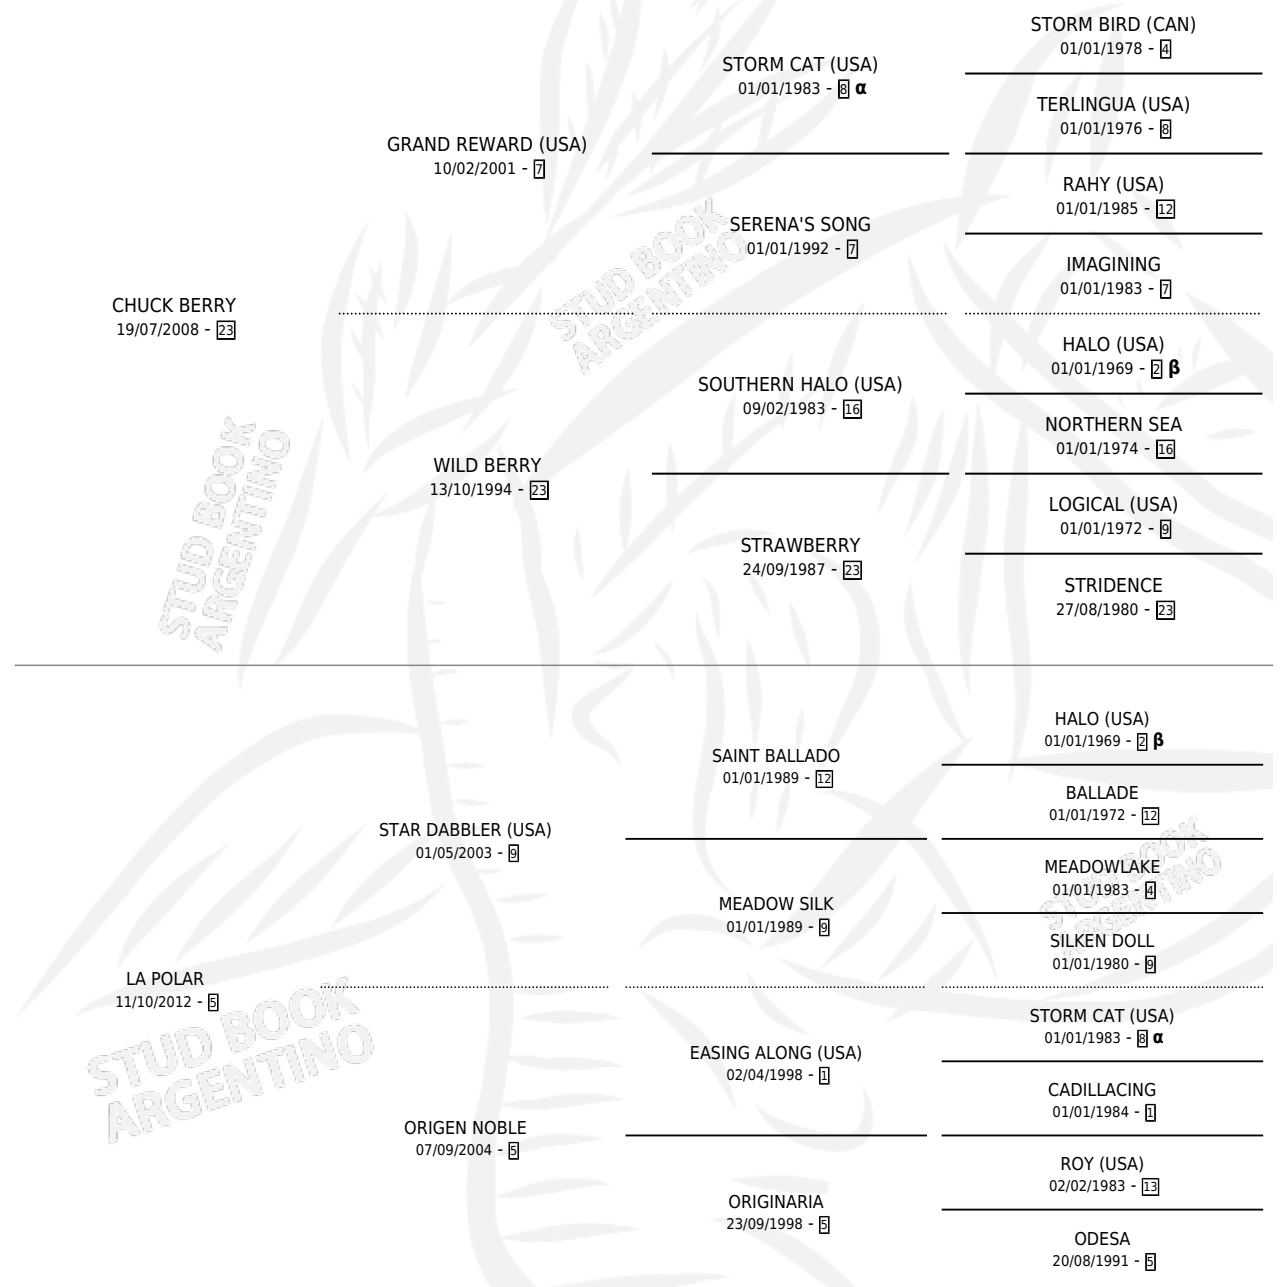 STORM BIRD (CAN)
01/01/1978 - 4
STORM CAT (USA)
01/01/1983 - 8 α
TERLINGUA (USA)
01/01/1976 - 8
GRAND REWARD (USA)
10/02/2001 - 7
RAHY (USA)
01/01/1985 - 12
SERENA'S SONG
01/01/1992 - 7
IMAGINING
01/01/1983 - 7
CHUCK BERRY
19/07/2008 - 23
HALO (USA)
01/01/1969 - 2 β
SOUTHERN HALO (USA)
09/02/1983 - 16
NORTHERN SEA
01/01/1974 - 16
WILD BERRY
13/10/1994 - 23
LOGICAL (USA)
01/01/1972 - 9
STRAWBERRY
24/09/1987 - 23
STRIDENCE
27/08/1980 - 23
HALO (USA)
01/01/1969 - 2 β
SAINT BALLADO
01/01/1989 - 12
BALLADE
01/01/1972 - 12
STAR DABBLER (USA)
01/05/2003 - 9
MEADOWLAKE
01/01/1983 - 4
MEADOW SILK
01/01/1989 - 9
SILKEN DOLL
01/01/1980 - 9
LA POLAR
11/10/2012 - 5
STORM CAT (USA)
01/01/1983 - 8 α
EASING ALONG (USA)
02/04/1998 - 1
CADILLACING
01/01/1984 - 1
ORIGEN NOBLE
07/09/2004 - 5
ROY (USA)
02/02/1983 - 13
ORIGINARIA
23/09/1998 - 5
ODESA
20/08/1991 - 5
STUD BOOK
ARGENTINO
STUD BOOK
ARGENTINO
STUD BOOK
ARGENTINO
STUD BOOK
ARGENTINO